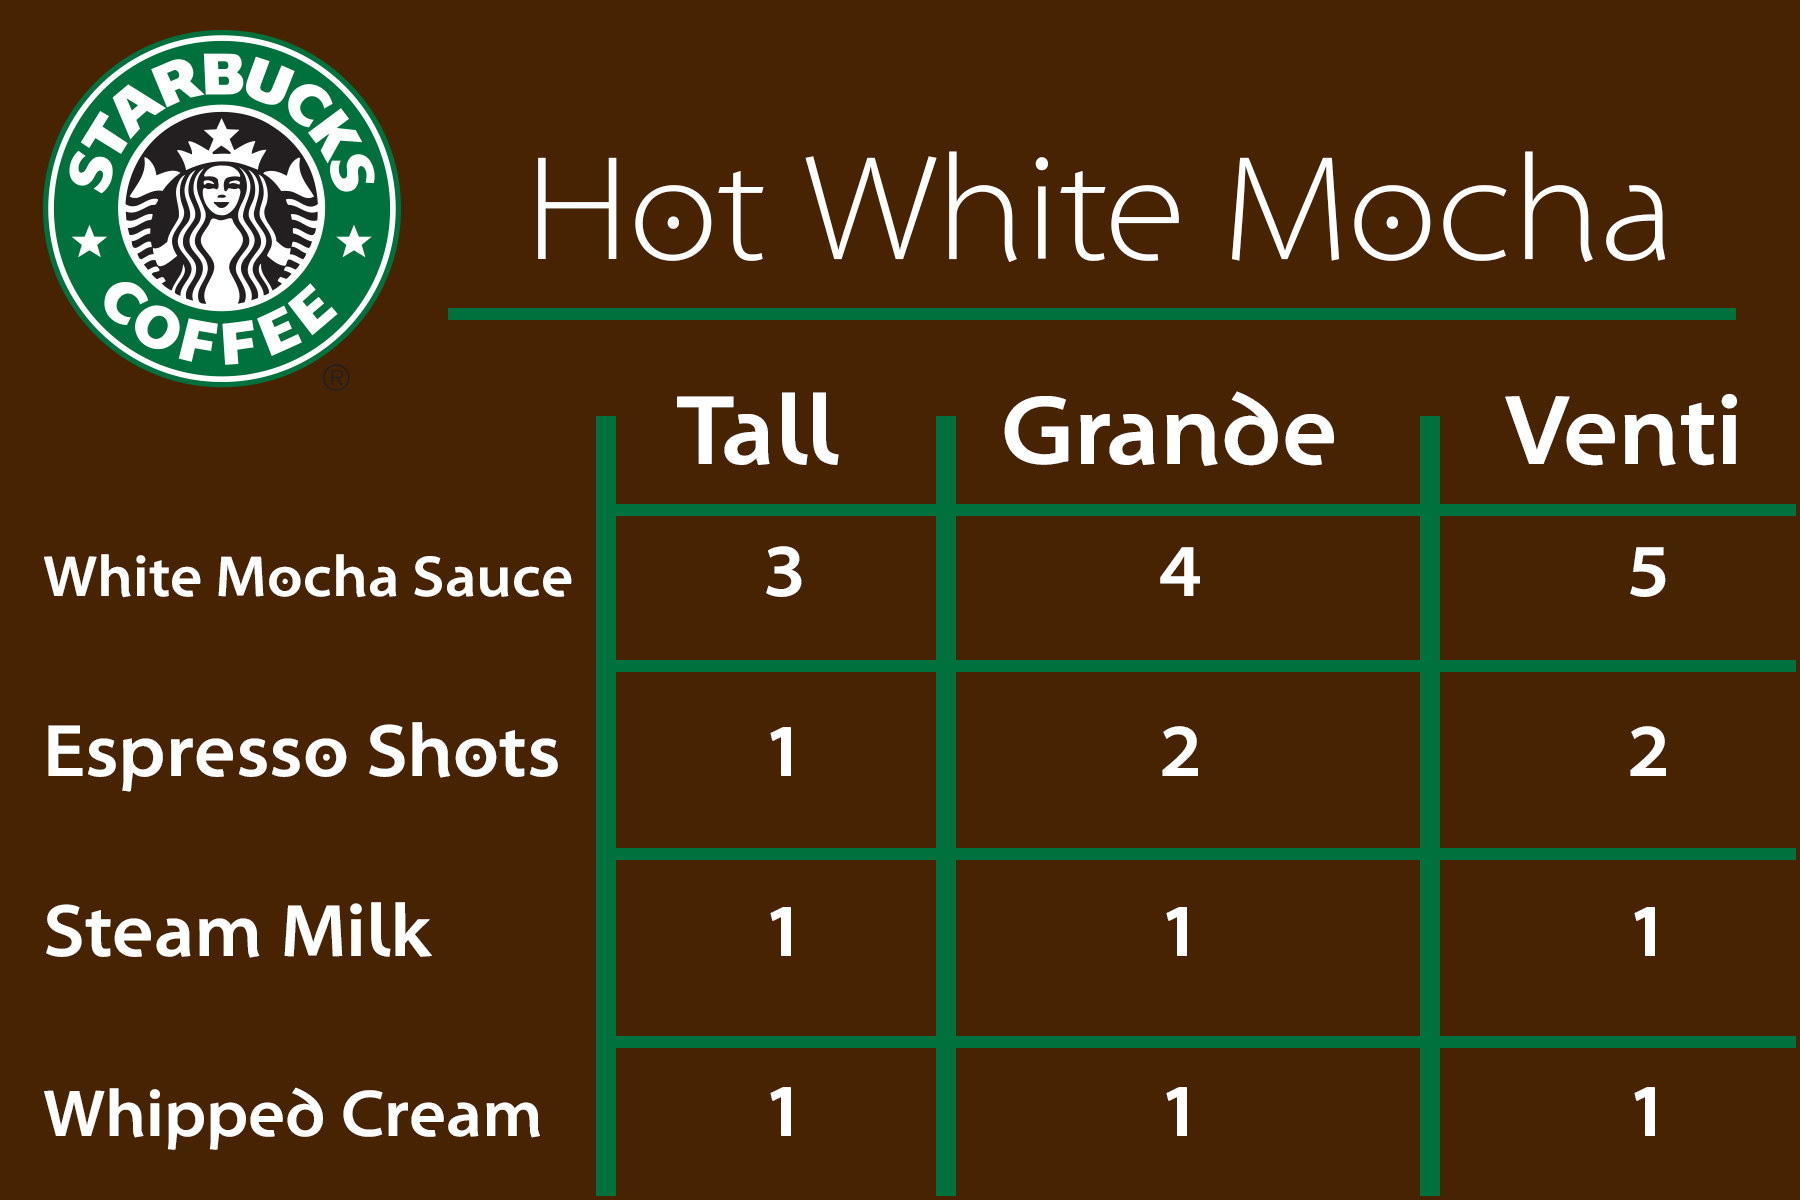 STARBUCKS
COFFEE
®
Hot White Mocha
Tall Grande Venti
White Mocha Sauce 3 4 5
Espresso Shots 1 2 2
Steam Milk 1 1 1
Whipped Cream 1 1 1